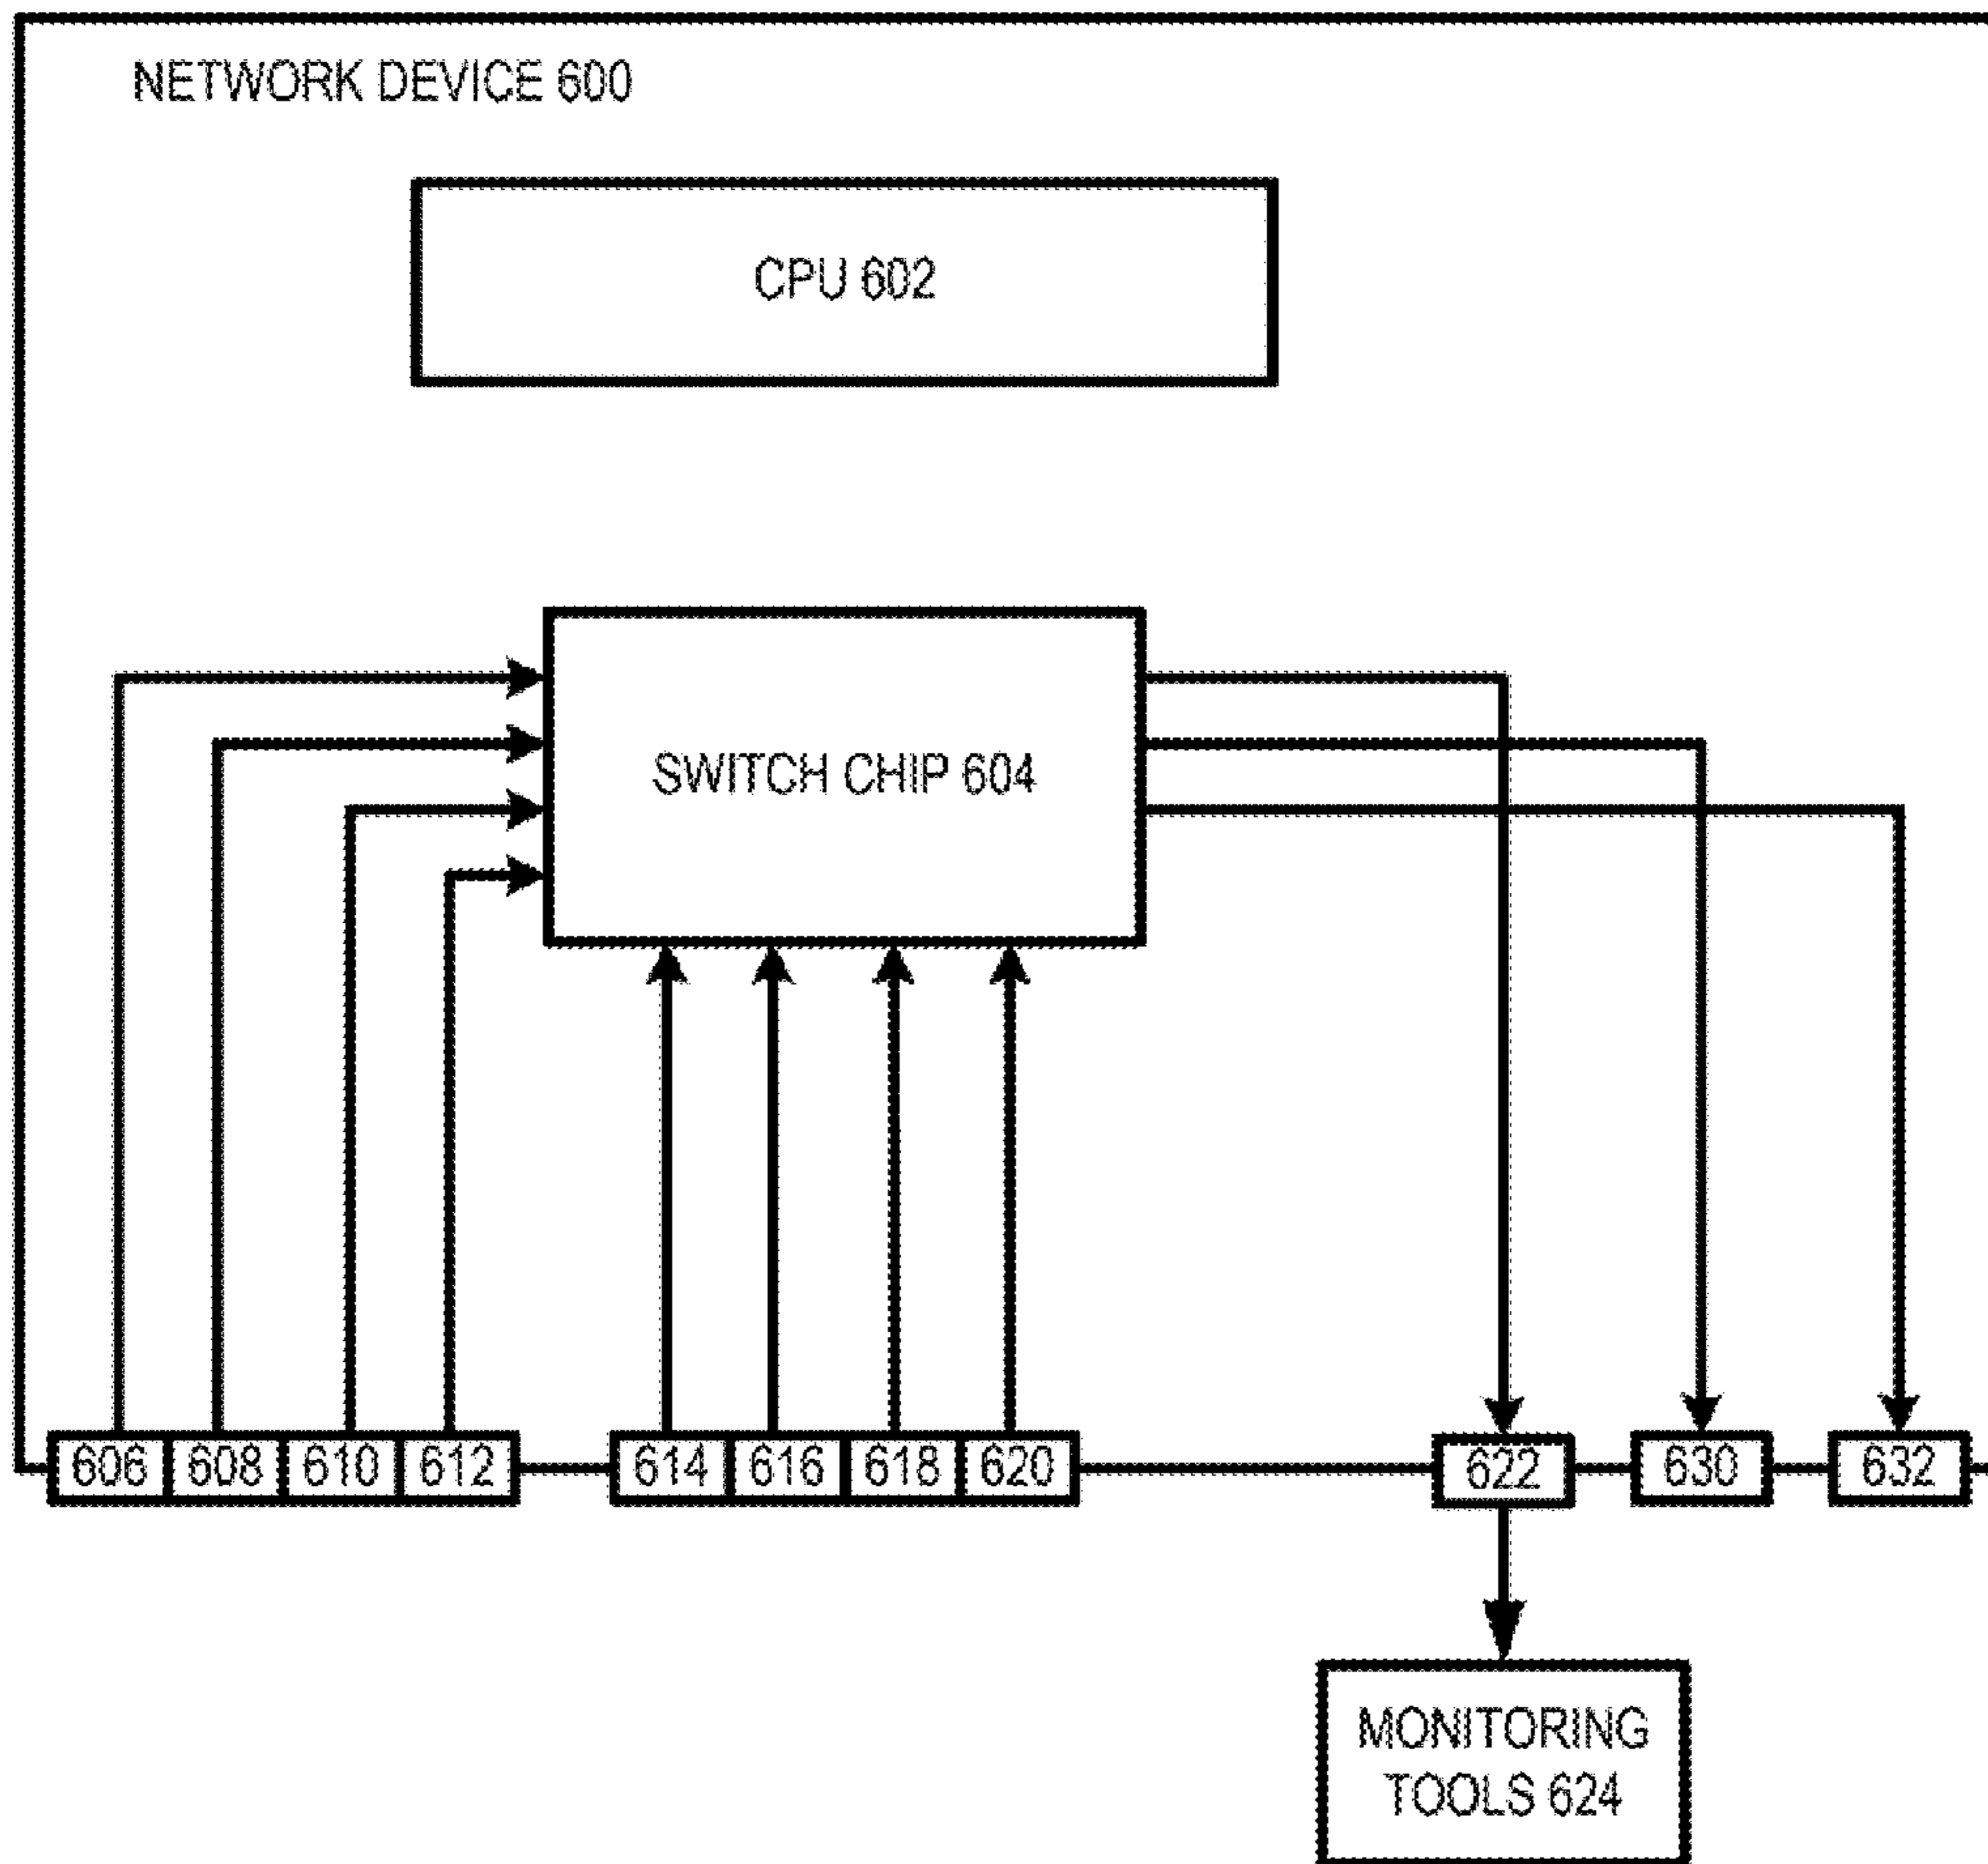 NETWORK DEVICE 600
CPU 602
SWITCH CHIP 604
606 608 610 612 614 616 618 620 622 630 632
MONITORING
TOOLS 624